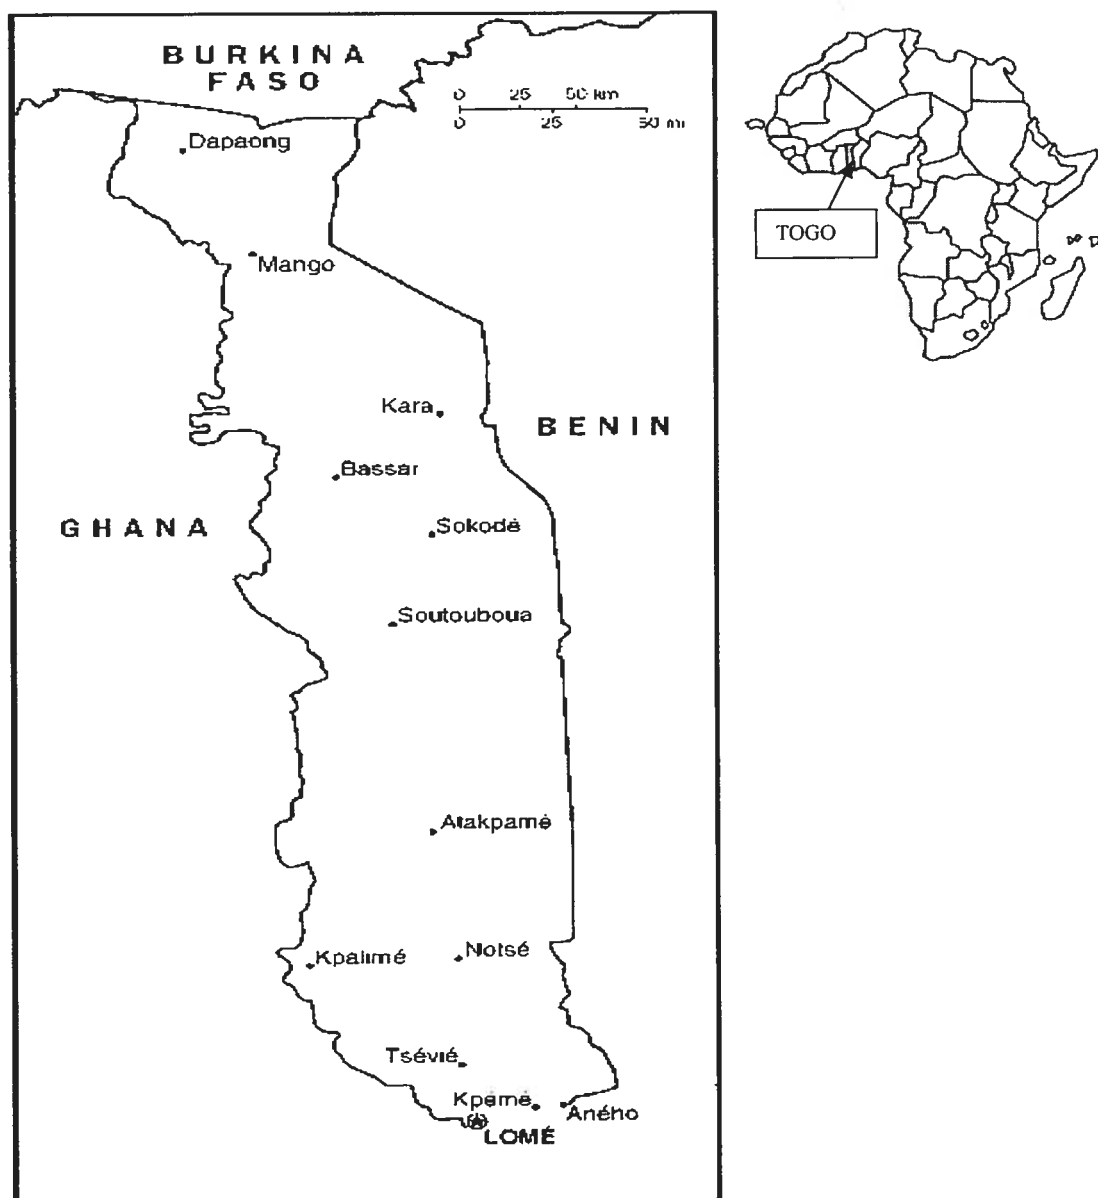 BURKINA
FASO
0 25 50 km
0 25 50 mi
Dapaong
TOGO
Mango
Kara
BENIN
Bassar
GHANA
Sokodé
Soutouboua
Atakpamé
Kpalimé
Notsé
Tsévié
Kpémé
Aného
LOMÉ